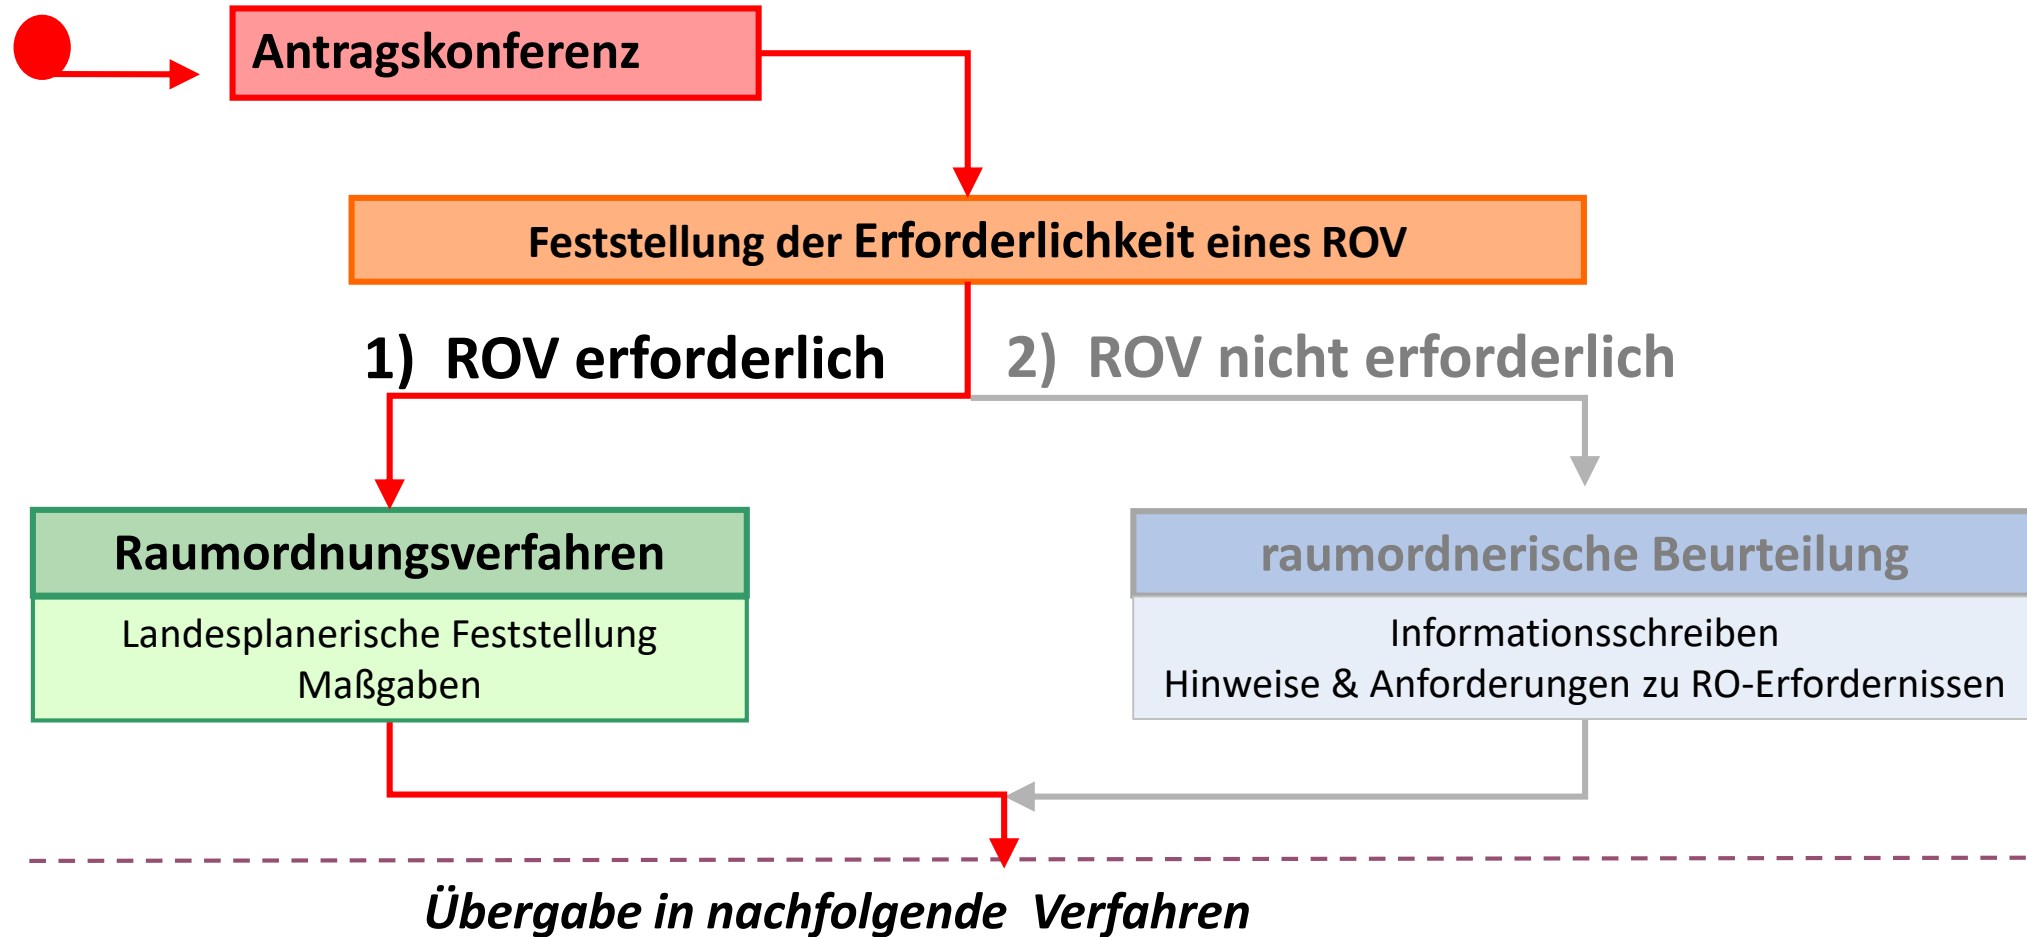 Antragskonferenz
Feststellung der Erforderlichkeit eines ROV
1) ROV erforderlich
2) ROV nicht erforderlich
Raumordnungsverfahren
Landesplanerische Feststellung
Maßgaben
raumordnerische Beurteilung
Informationsschreiben
Hinweise & Anforderungen zu RO-Erfordernissen
Übergabe in nachfolgende Verfahren